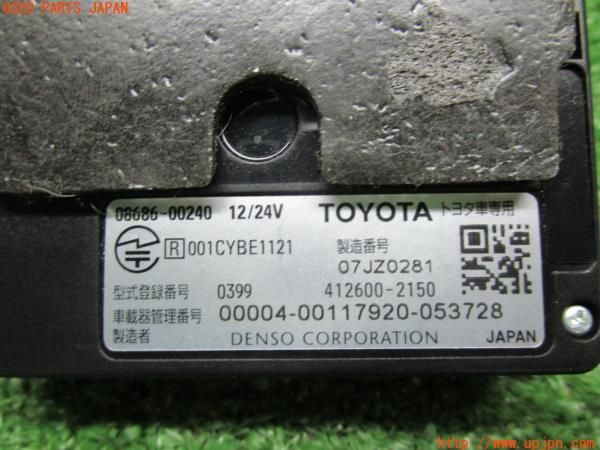 USED PARTS JAPAN
08686-00240 12/24V TOYOTA トヨタ車専用
R 001CYBE1121 製造番号
07JZ0281
型式登録番号 0399 412600-2150
車載器管理番号 00004-00117920-053728
製造者 DENSO CORPORATION JAPAN
http://www.upjpn.com/